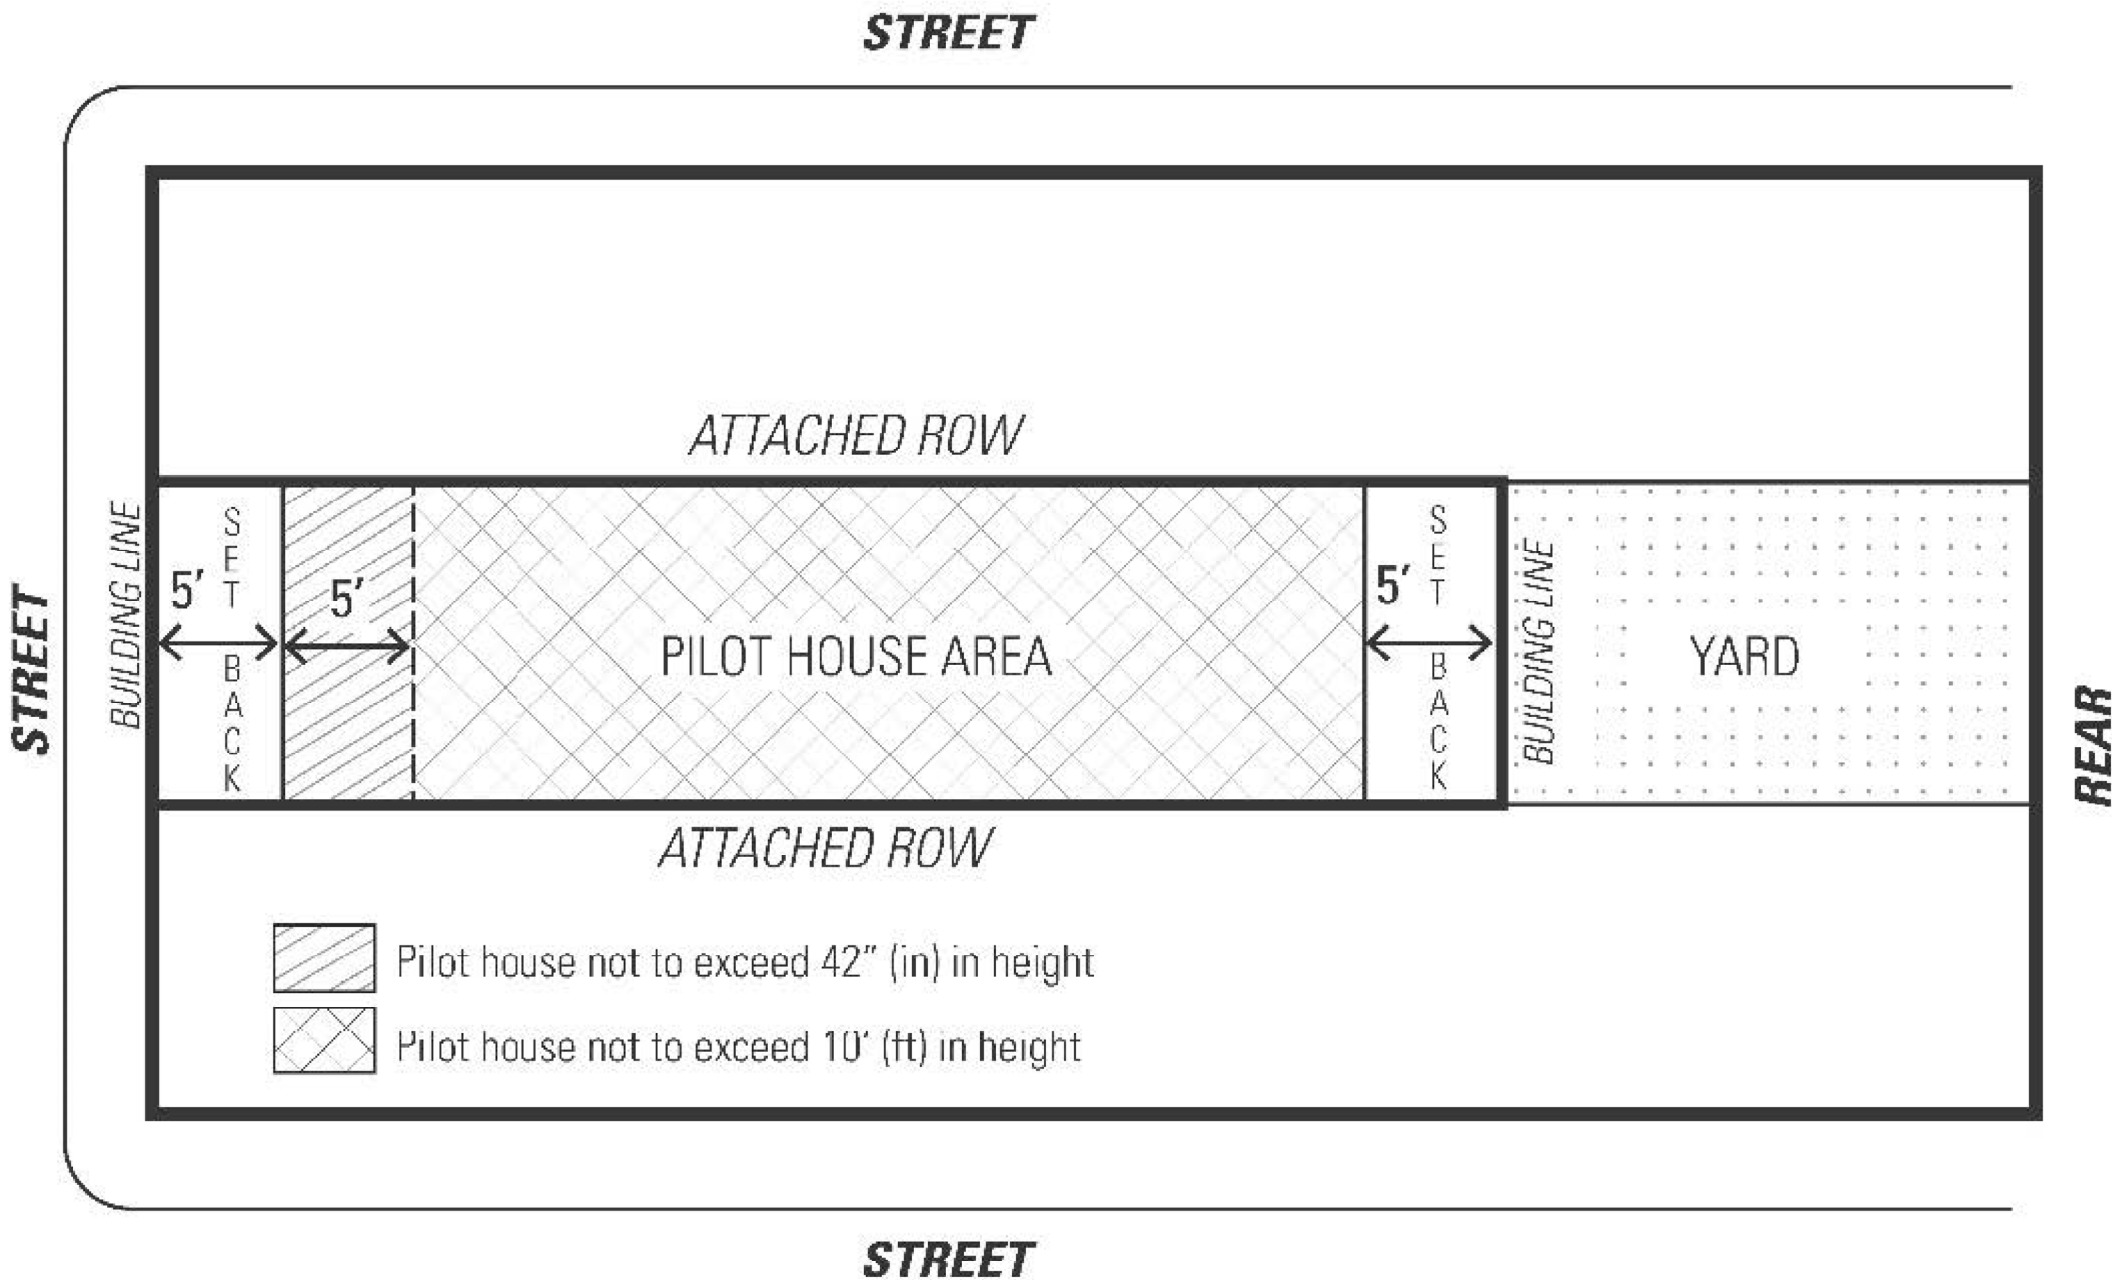 STREET
ATTACHED ROW
STREET
BUILDING LINE
5′
SET
BACK
5′
PILOT HOUSE AREA
5′
SET
BACK
BUILDING LINE
YARD
REAR
ATTACHED ROW
Pilot house not to exceed 42″ (in) in height
Pilot house not to exceed 10′ (ft) in height
STREET